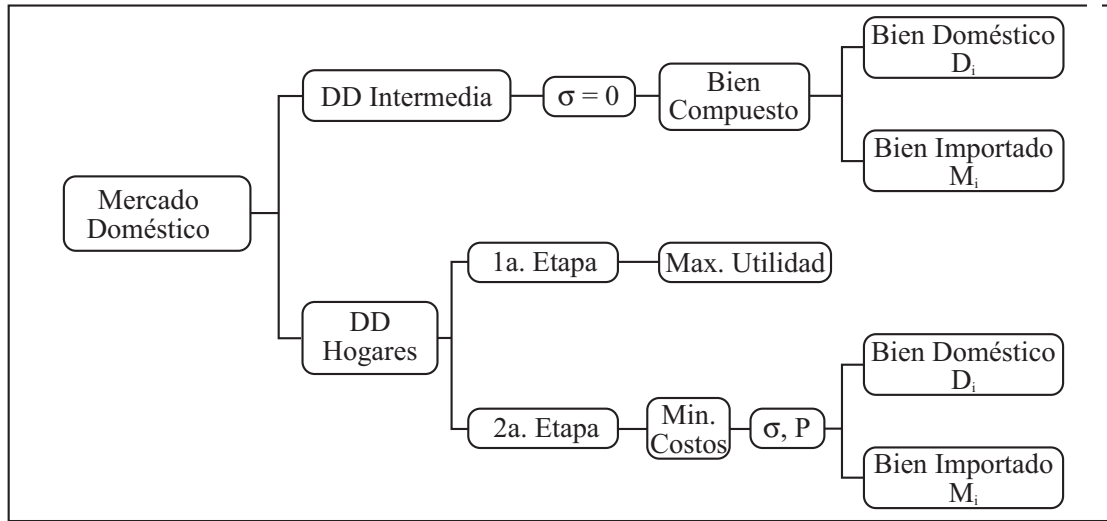 Mercado
Doméstico
DD Intermedia
σ = 0
Bien
Compuesto
Bien Doméstico
Dᵢ
Bien Importado
Mᵢ
DD
Hogares
1a. Etapa
Max. Utilidad
2a. Etapa
Min.
Costos
σ, P
Bien Doméstico
Dᵢ
Bien Importado
Mᵢ